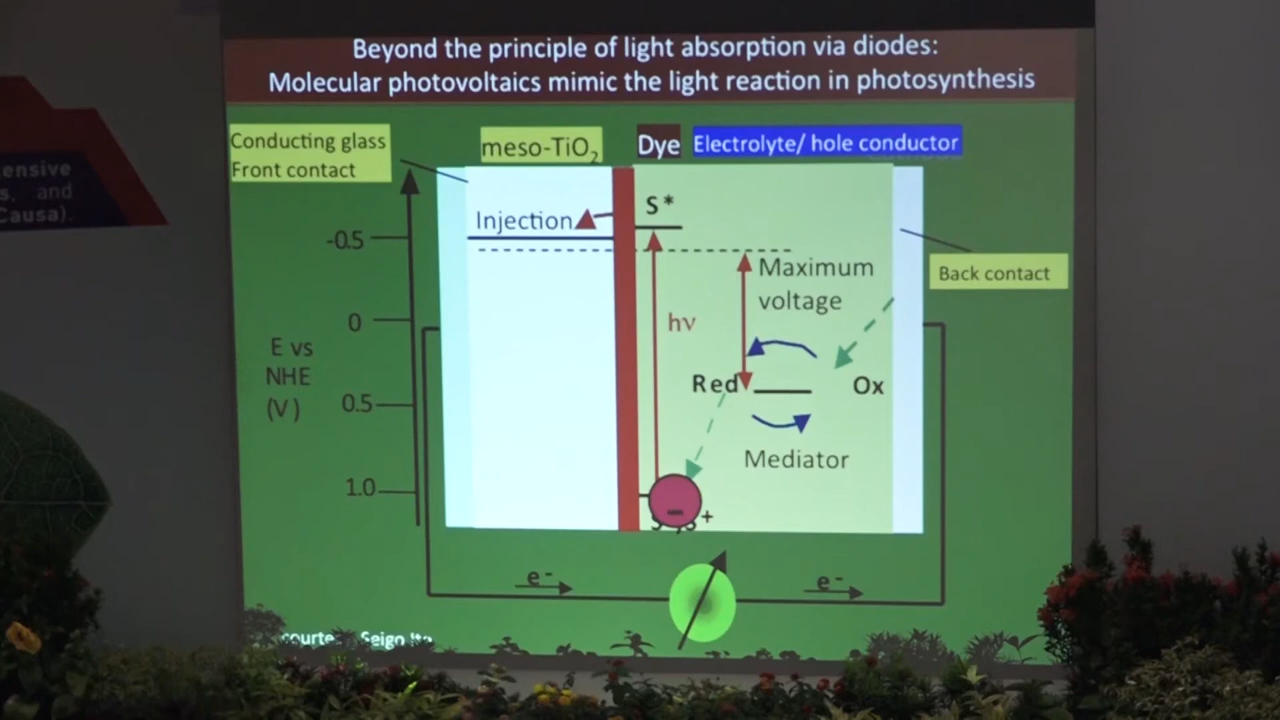 Beyond the principle of light absorption via diodes:
Molecular photovoltaics mimic the light reaction in photosynthesis
Conducting glass
Front contact
meso-TiO₂
Dye
Electrolyte/ hole conductor
ensive
s, and
Causa).
Injection
S*
-0.5
Maximum
voltage
Back contact
0
hν
E vs
NHE
(V)
Red
Ox
0.5
Mediator
1.0
-
+
e-
e-
Seigo